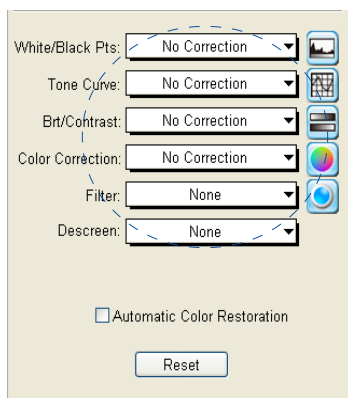 White/Black Pts: No Correction
Tone Curve: No Correction
Brt/Contrast: No Correction
Color Correction: No Correction
Filter: None
Descreen: None
Automatic Color Restoration
Reset